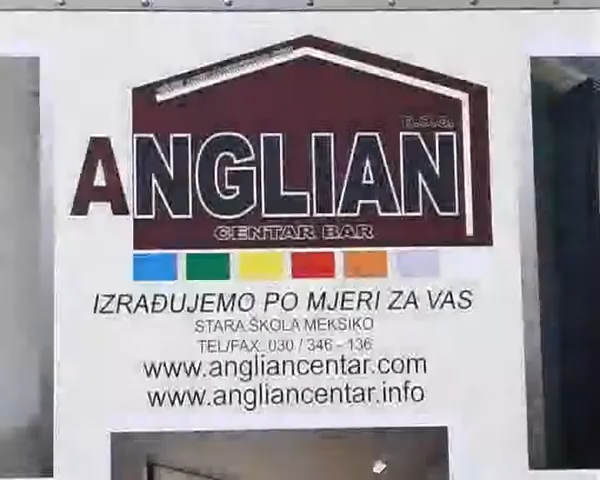 d.o.o.
ANGLIAN
CENTAR BAR
IZRAĐUJEMO PO MJERI ZA VAS
STARA ŠKOLA MEKSIKO
TEL/FAX. 030 / 346 - 136
www.angliancentar.com
www.angliancentar.info